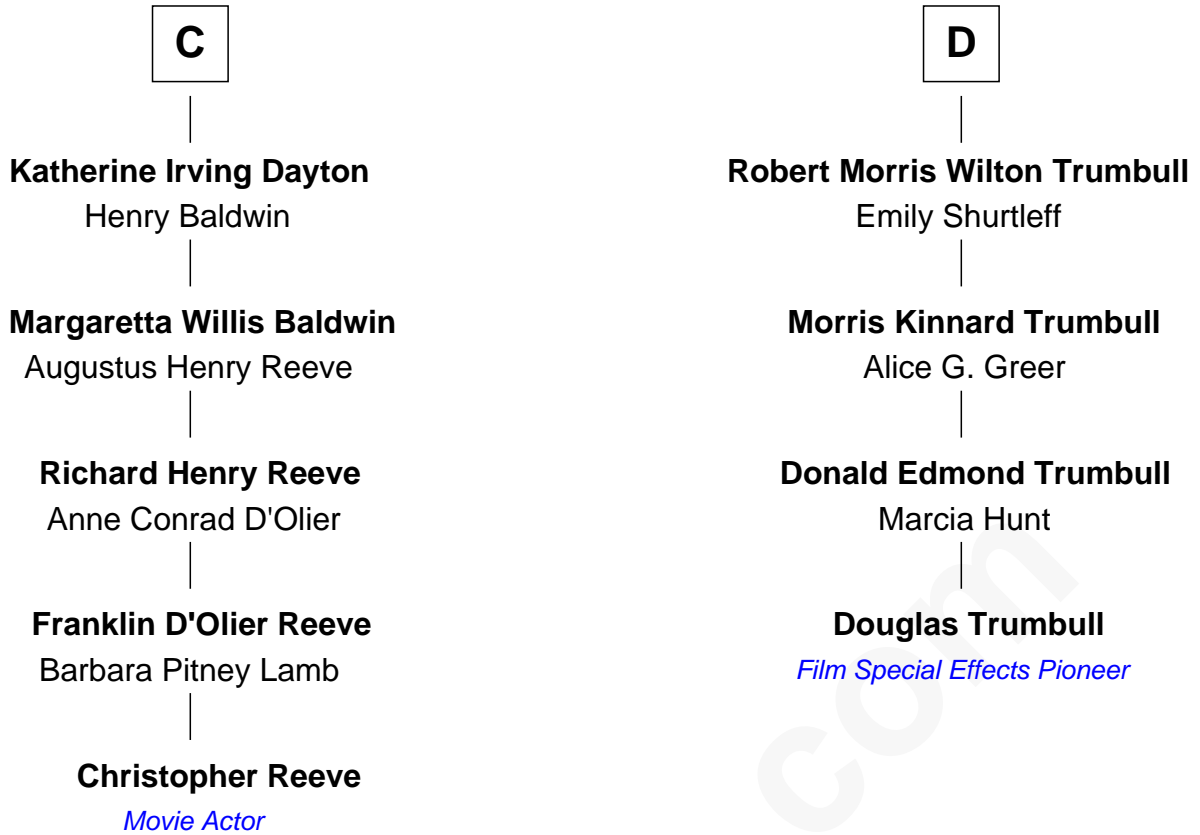 C
Katherine Irving Dayton
Henry Baldwin
Margaretta Willis Baldwin
Augustus Henry Reeve
Richard Henry Reeve
Anne Conrad D'Olier
Franklin D'Olier Reeve
Barbara Pitney Lamb
Christopher Reeve
Movie Actor
D
Robert Morris Wilton Trumbull
Emily Shurtleff
Morris Kinnard Trumbull
Alice G. Greer
Donald Edmond Trumbull
Marcia Hunt
Douglas Trumbull
Film Special Effects Pioneer
com